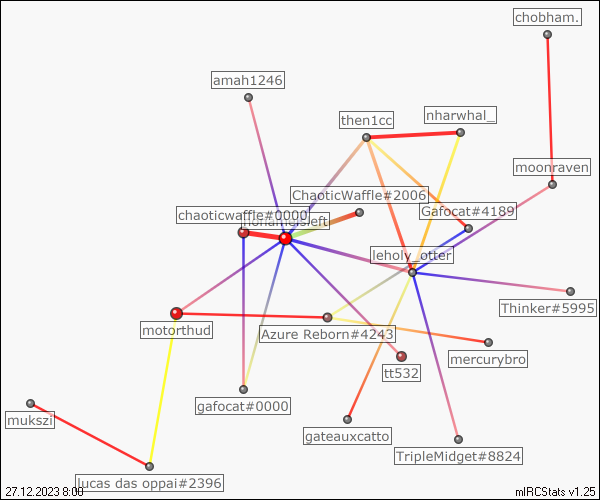 chobham.
amah1246
then1cc
nharwhal_
moonraven
ChaoticWaffle#2006
Gafocat#4189
chaoticwaffle#0000
leholy_otter
Thinker#5995
motorthud
Azure Reborn#4243
mercurybro
tt532
gafocat#0000
mukszi
gateauxcatto
TripleMidget#8824
lucas das oppai#2396
27.12.2023 8:00
mIRCStats v1.25